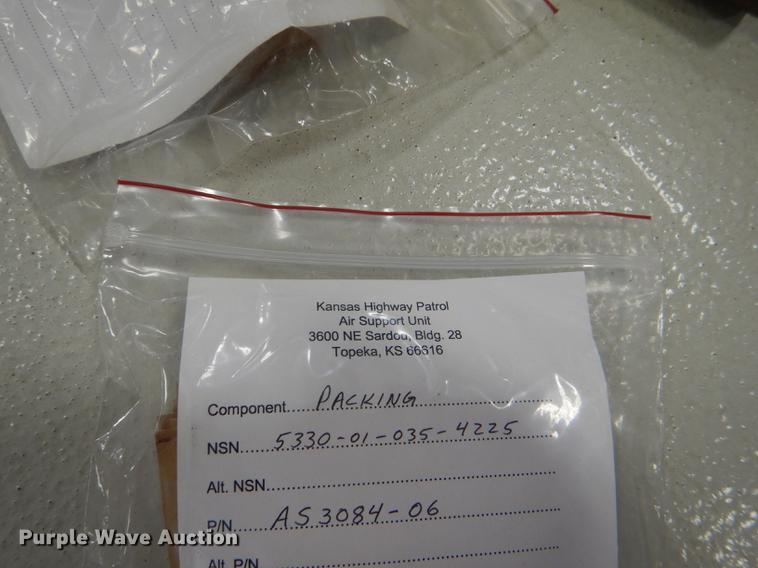 Kansas Highway Patrol
Air Support Unit
3600 NE Sardou, Bldg. 28
Topeka, KS 66616
Component....PACKING
NSN....5330-01-035-4225
Alt. NSN....
P/N....AS3084-06
Alt. P/N
Purple Wave Auction